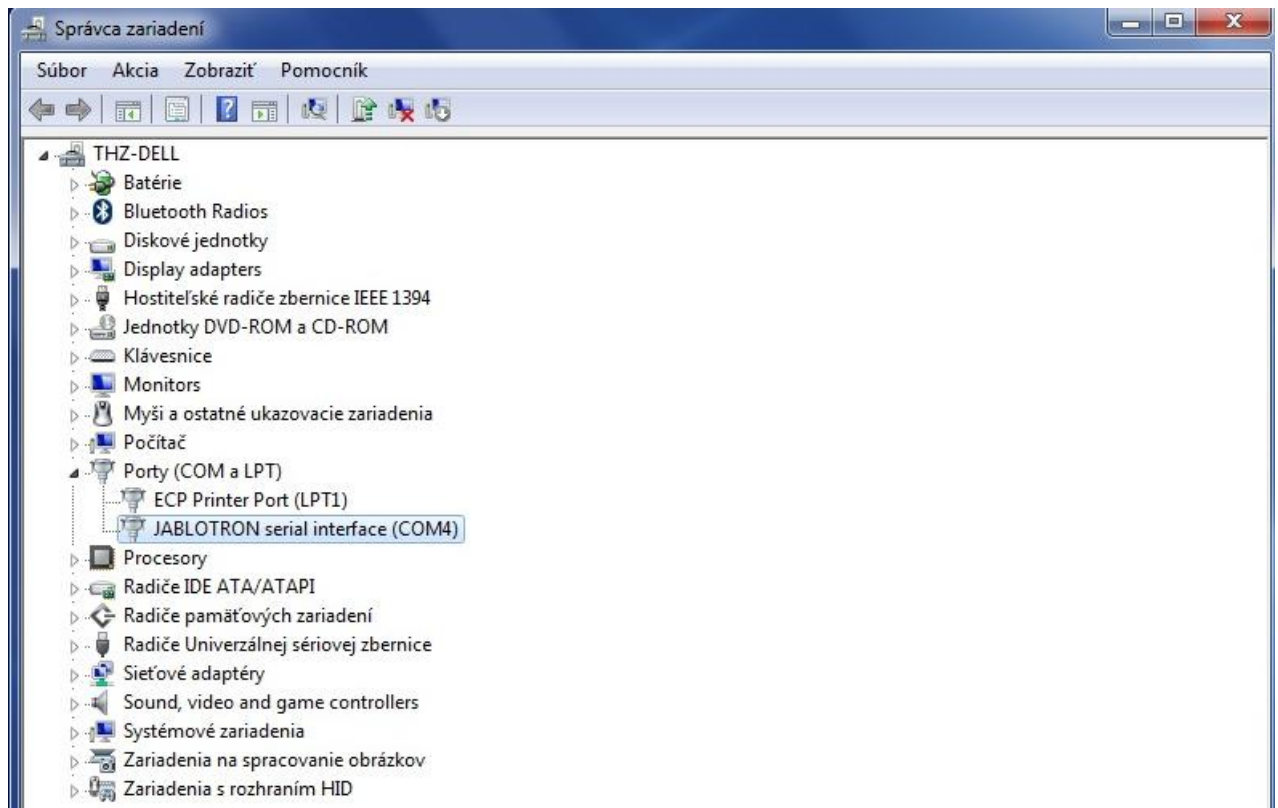 Správca zariadení
Súbor Akcia Zobraziť Pomocník
THZ-DELL
Batérie
Bluetooth Radios
Diskové jednotky
Display adapters
Hostiteľské radiče zbernice IEEE 1394
Jednotky DVD-ROM a CD-ROM
Klávesnice
Monitors
Myši a ostatné ukazovacie zariadenia
Počítač
Porty (COM a LPT)
ECP Printer Port (LPT1)
JABLOTRON serial interface (COM4)
Procesory
Radiče IDE ATA/ATAPI
Radiče pamäťových zariadení
Radiče Univerzálnej sériovej zbernice
Sieťové adaptéry
Sound, video and game controllers
Systémové zariadenia
Zariadenia na spracovanie obrázkov
Zariadenia s rozhraním HID